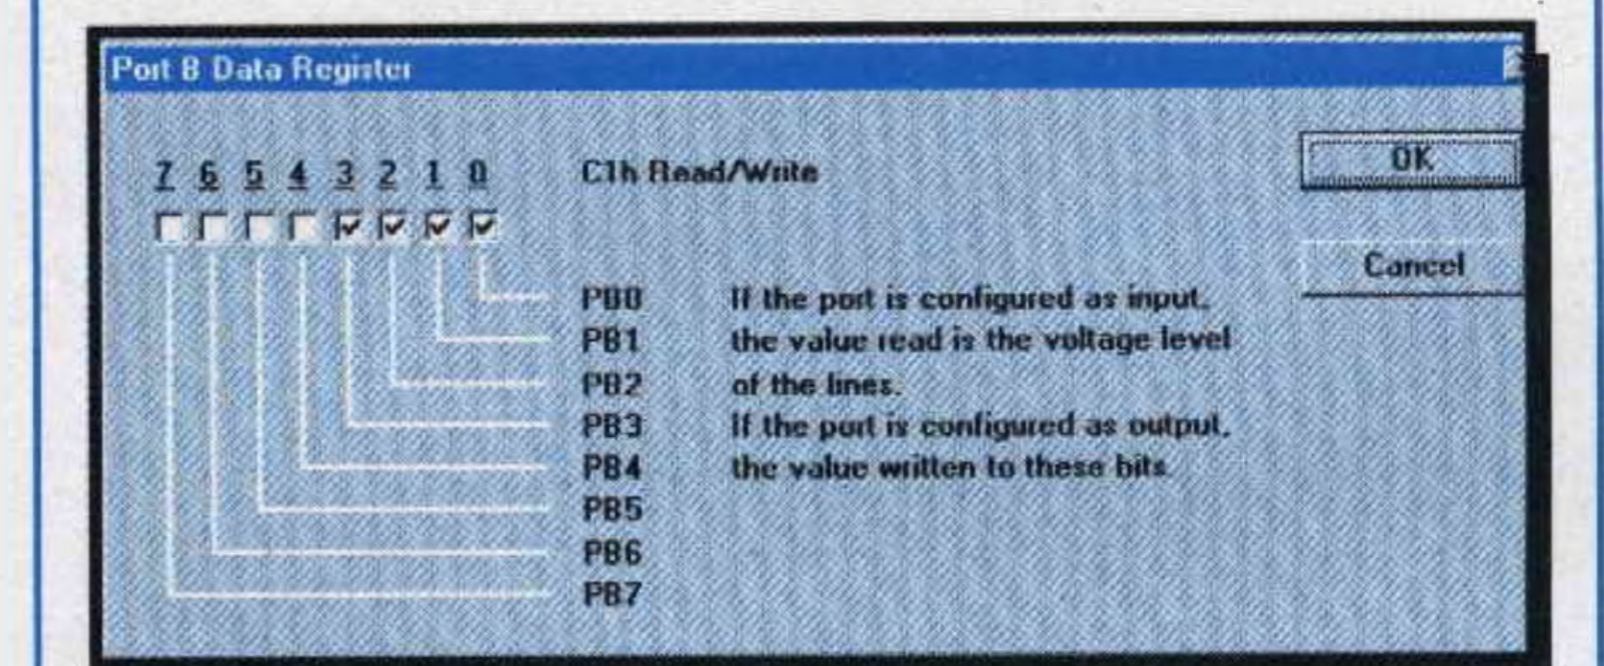 Port B Data Register
7 6 5 4 3 2 1 0
C1h Read/Write
OK
Cancel
PB0 If the port is configured as input,
PB1 the value read is the voltage level
PB2 of the lines.
PB3 If the port is configured as output,
PB4 the value written to these bits
PB5
PB6
PB7